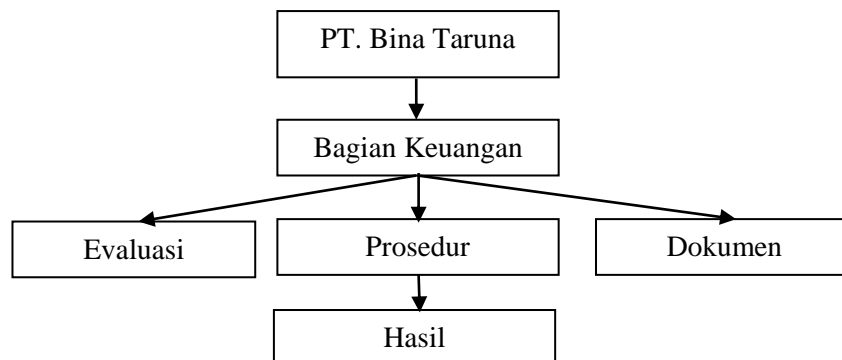 PT. Bina Taruna
Bagian Keuangan
Evaluasi
Prosedur
Dokumen
Hasil